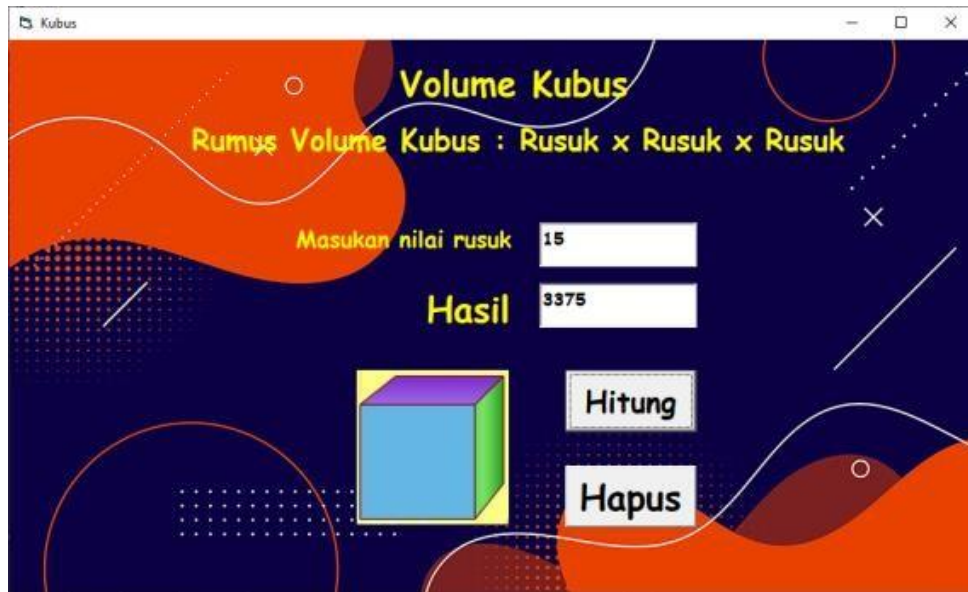 Kubus
Volume Kubus
Rumus Volume Kubus : Rusuk x Rusuk x Rusuk
Masukan nilai rusuk 15
Hasil 3375
Hitung
Hapus